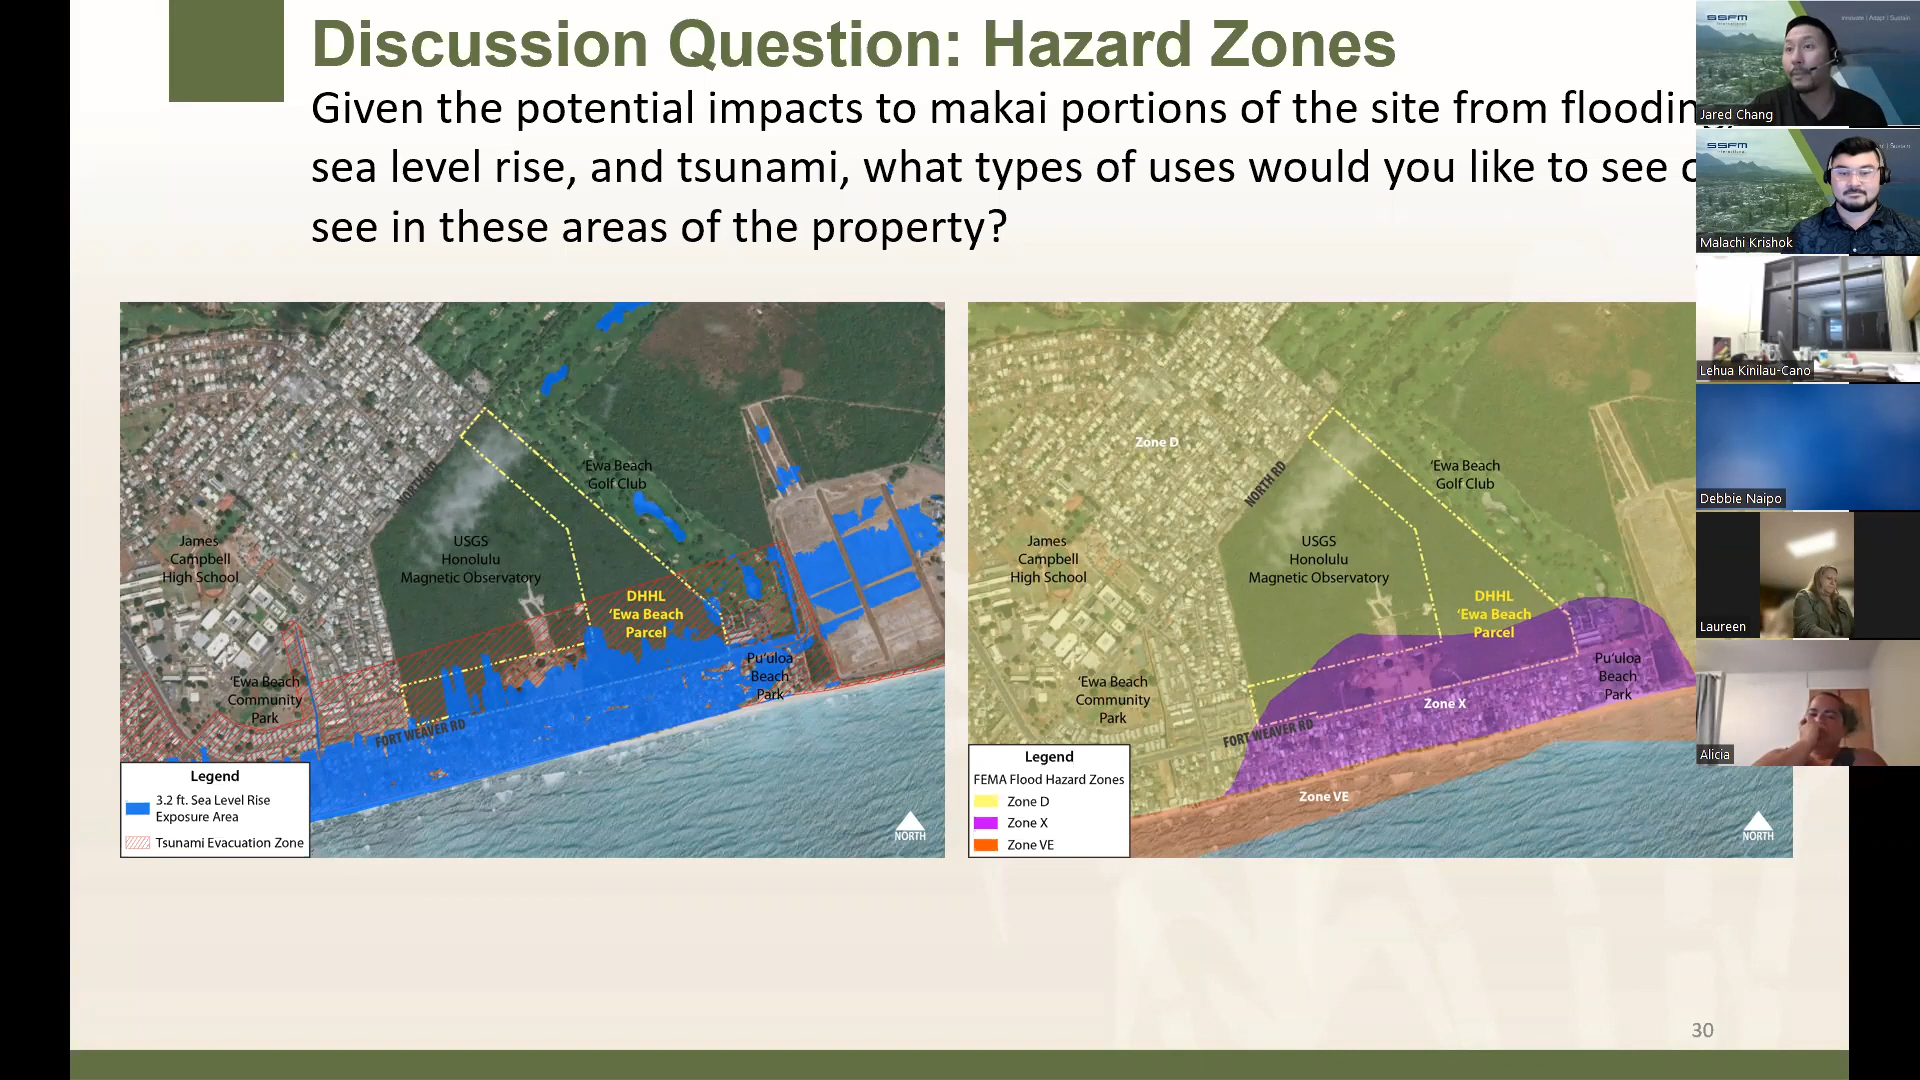 Discussion Question: Hazard Zones
Given the potential impacts to makai portions of the site from
sea level rise, and tsunami, what types of uses would you like to see
see in these areas of the property?
NORTH RD
'Ewa Beach
Golf Club
James
Campbell
High School
USGS
Honolulu
Magnetic Observatory
DHHL
'Ewa Beach
Parcel
Pu'uloa
Beach
Park
'Ewa Beach
Community
Park
FORT WEAVER RD
Legend
3.2 ft. Sea Level Rise
Exposure Area
Tsunami Evacuation Zone
NORTH
Zone D
NORTH RD
'Ewa Beach
Golf Club
James
Campbell
High School
USGS
Honolulu
Magnetic Observatory
DHHL
'Ewa Beach
Parcel
Pu'uloa
Beach
Park
'Ewa Beach
Community
Park
Zone X
FORT WEAVER RD
Zone VE
Legend
FEMA Flood Hazard Zones
Zone D
Zone X
Zone VE
NORTH
30
SSFM
Innovate | Adapt | Sustain
Jared Chang
SSFM
Malachi Krishok
Lehua Kinilau-Cano
Debbie Naipo
Laureen
Alicia